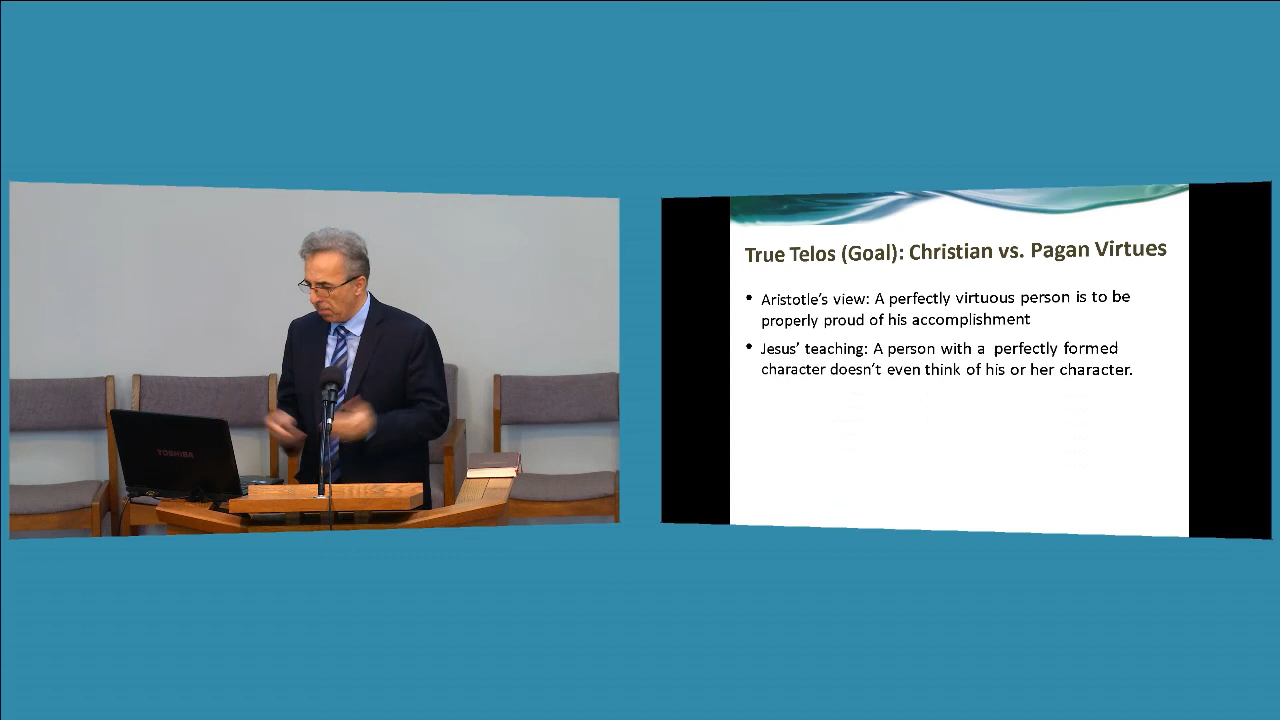 TOSHIBA
True Telos (Goal): Christian vs. Pagan Virtues
• Aristotle's view: A perfectly virtuous person is to be
properly proud of his accomplishment
• Jesus' teaching: A person with a perfectly formed
character doesn't even think of his or her character.